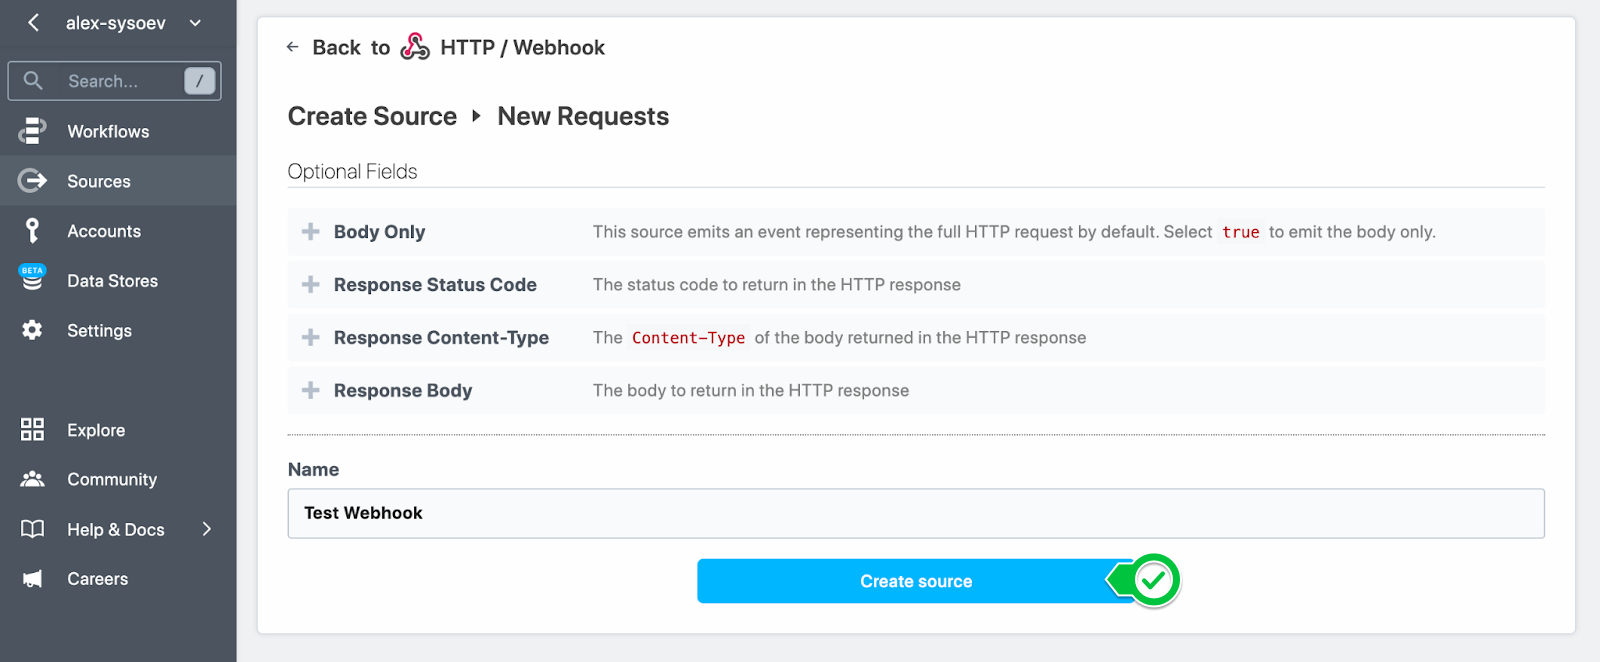 alex-sysoev
Search...
/
Workflows
Sources
Accounts
BETA
Data Stores
Settings
Explore
Community
Help & Docs
Careers
Back to HTTP / Webhook
Create Source New Requests
Optional Fields
Body Only This source emits an event representing the full HTTP request by default. Select true to emit the body only.
Response Status Code The status code to return in the HTTP response
Response Content-Type The Content-Type of the body returned in the HTTP response
Response Body The body to return in the HTTP response
Name
Test Webhook
Create source